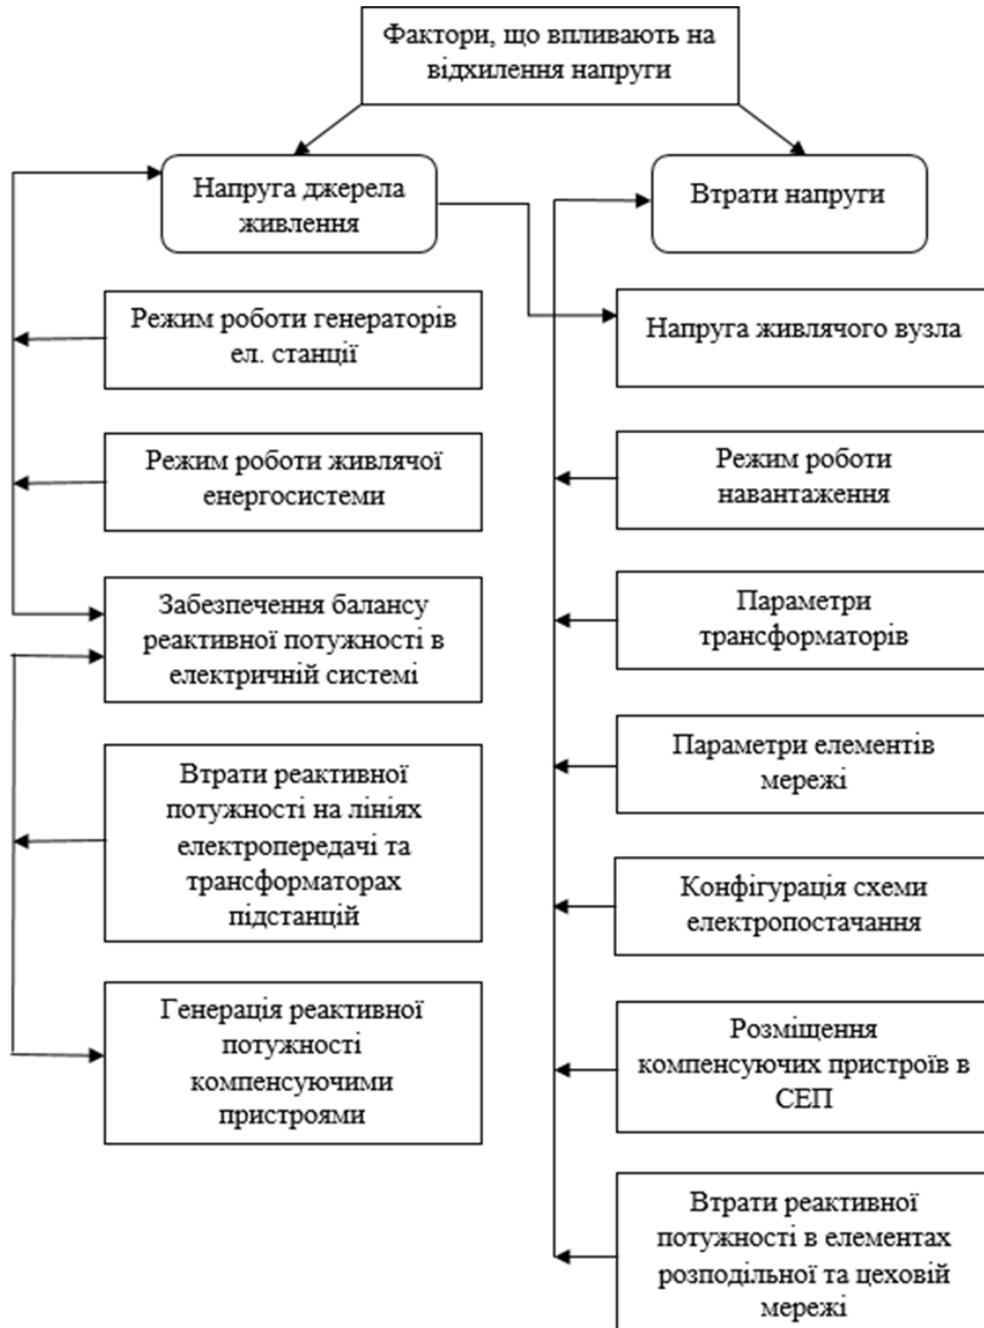 Фактори, що впливають на
відхилення напруги
Напруга джерела
живлення
Втрати напруги
Режим роботи генераторів
ел. станції
Режим роботи живлячої
енергосистеми
Забезпечення балансу
реактивної потужності в
електричній системі
Втрати реактивної
потужності на лініях
електропередачі та
трансформаторах
підстанцій
Генерація реактивної
потужності
компенсуючими
пристроями
Напруга живлячого вузла
Режим роботи
навантаження
Параметри
трансформаторів
Параметри елементів
мережі
Конфігурація схеми
електропостачання
Розміщення
компенсуючих пристроїв в
СЕП
Втрати реактивної
потужності в елементах
розподільної та цеховій
мережі